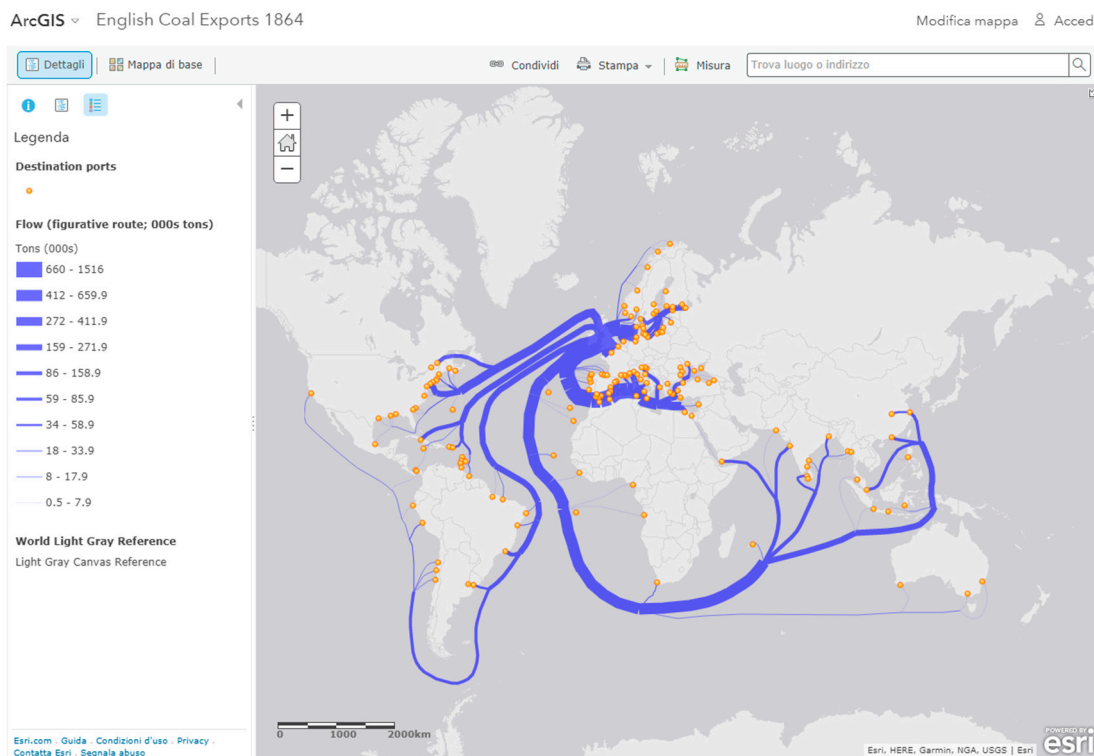 ArcGIS English Coal Exports 1864
Modifica mappa Acced
Dettagli Mappa di base Condividi Stampa Misura Trova luogo o indirizzo
Legenda
Destination ports
Flow (figurative route; 000s tons)
Tons (000s)
660 - 1516
412 - 659.9
272 - 411.9
159 - 271.9
86 - 158.9
59 - 85.9
34 - 58.9
18 - 33.9
8 - 17.9
0.5 - 7.9
World Light Gray Reference
Light Gray Canvas Reference
Esri.com . Guida . Condizioni d'uso . Privacy .
Contatta Esri . Segnala abuso
+
−
0 1000 2000km
POWERED BY
esri
Esri, HERE, Garmin, NGA, USGS | Esri